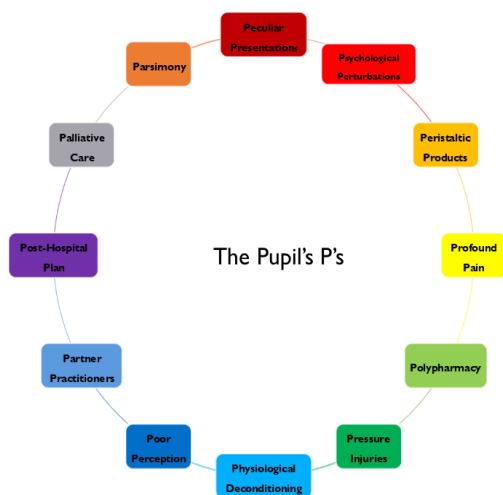 Peculiar
Presentations
Psychological
Perturbations
Peristaltic
Products
Profound
Pain
Polypharmacy
Pressure
Injuries
Physiological
Deconditioning
Poor
Perception
Partner
Practitioners
Post-Hospital
Plan
Palliative
Care
Parsimony
The Pupil's P's